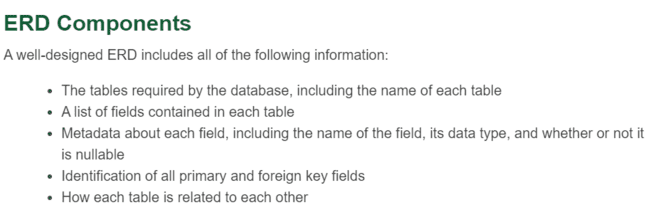 ERD Components
A well-designed ERD includes all of the following information:
• The tables required by the database, including the name of each table
• A list of fields contained in each table
• Metadata about each field, including the name of the field, its data type, and whether or not it
is nullable
• Identification of all primary and foreign key fields
• How each table is related to each other